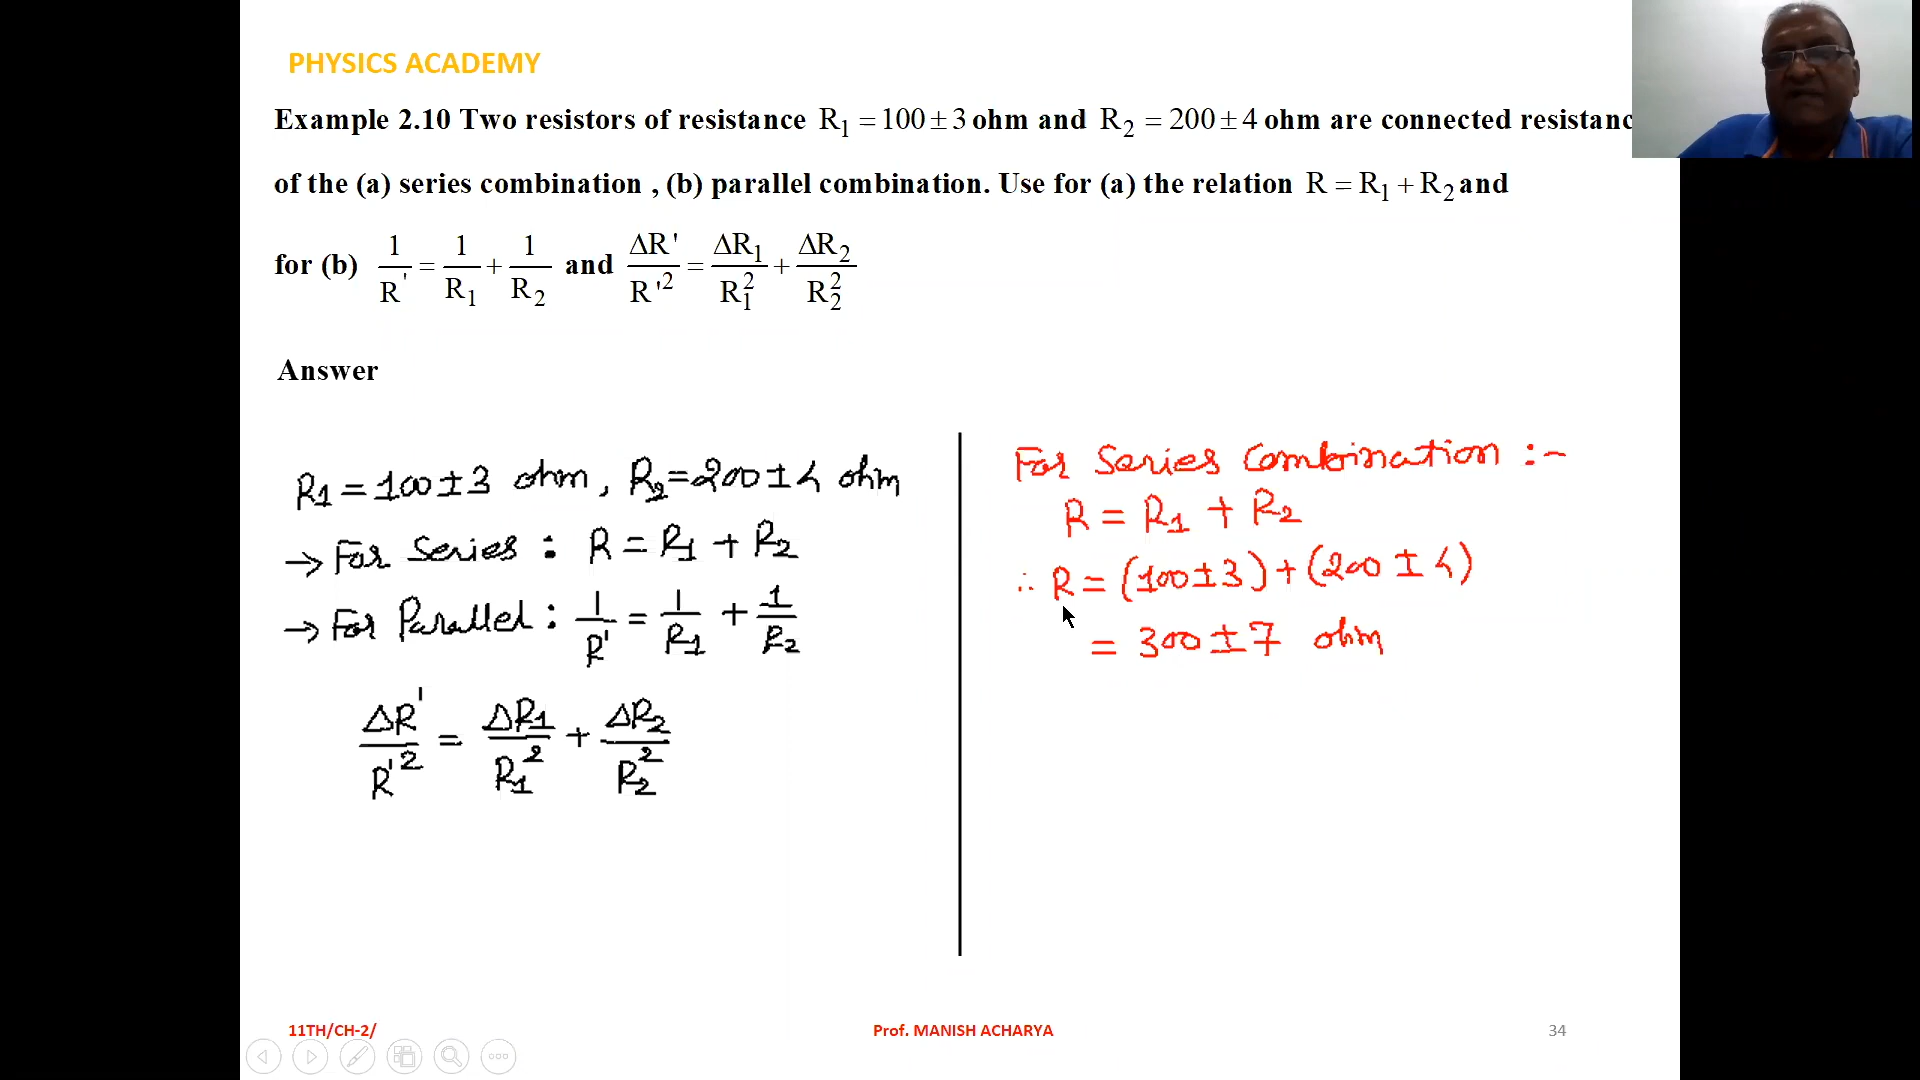 PHYSICS ACADEMY
Example 2.10 Two resistors of resistance R₁ = 100 ± 3 ohm and R₂ = 200 ± 4 ohm are connected resistanc
of the (a) series combination , (b) parallel combination. Use for (a) the relation R = R₁ + R₂ and
for (b) 1/R' = 1/R₁ + 1/R₂ and ΔR'/R'² = ΔR₁/R₁² + ΔR₂/R₂²
Answer
R₁ = 100 ± 3 ohm, R₂ = 200 ± 4 ohm
→ For Series : R = R₁ + R₂
→ For Parallel : 1/R' = 1/R₁ + 1/R₂
ΔR'/R'² = ΔR₁/R₁² + ΔR₂/R₂²
For Series Combination :-
R = R₁ + R₂
∴ R = (100 ± 3) + (200 ± 4)
= 300 ± 7 ohm
11TH/CH-2/
Prof. MANISH ACHARYA
34